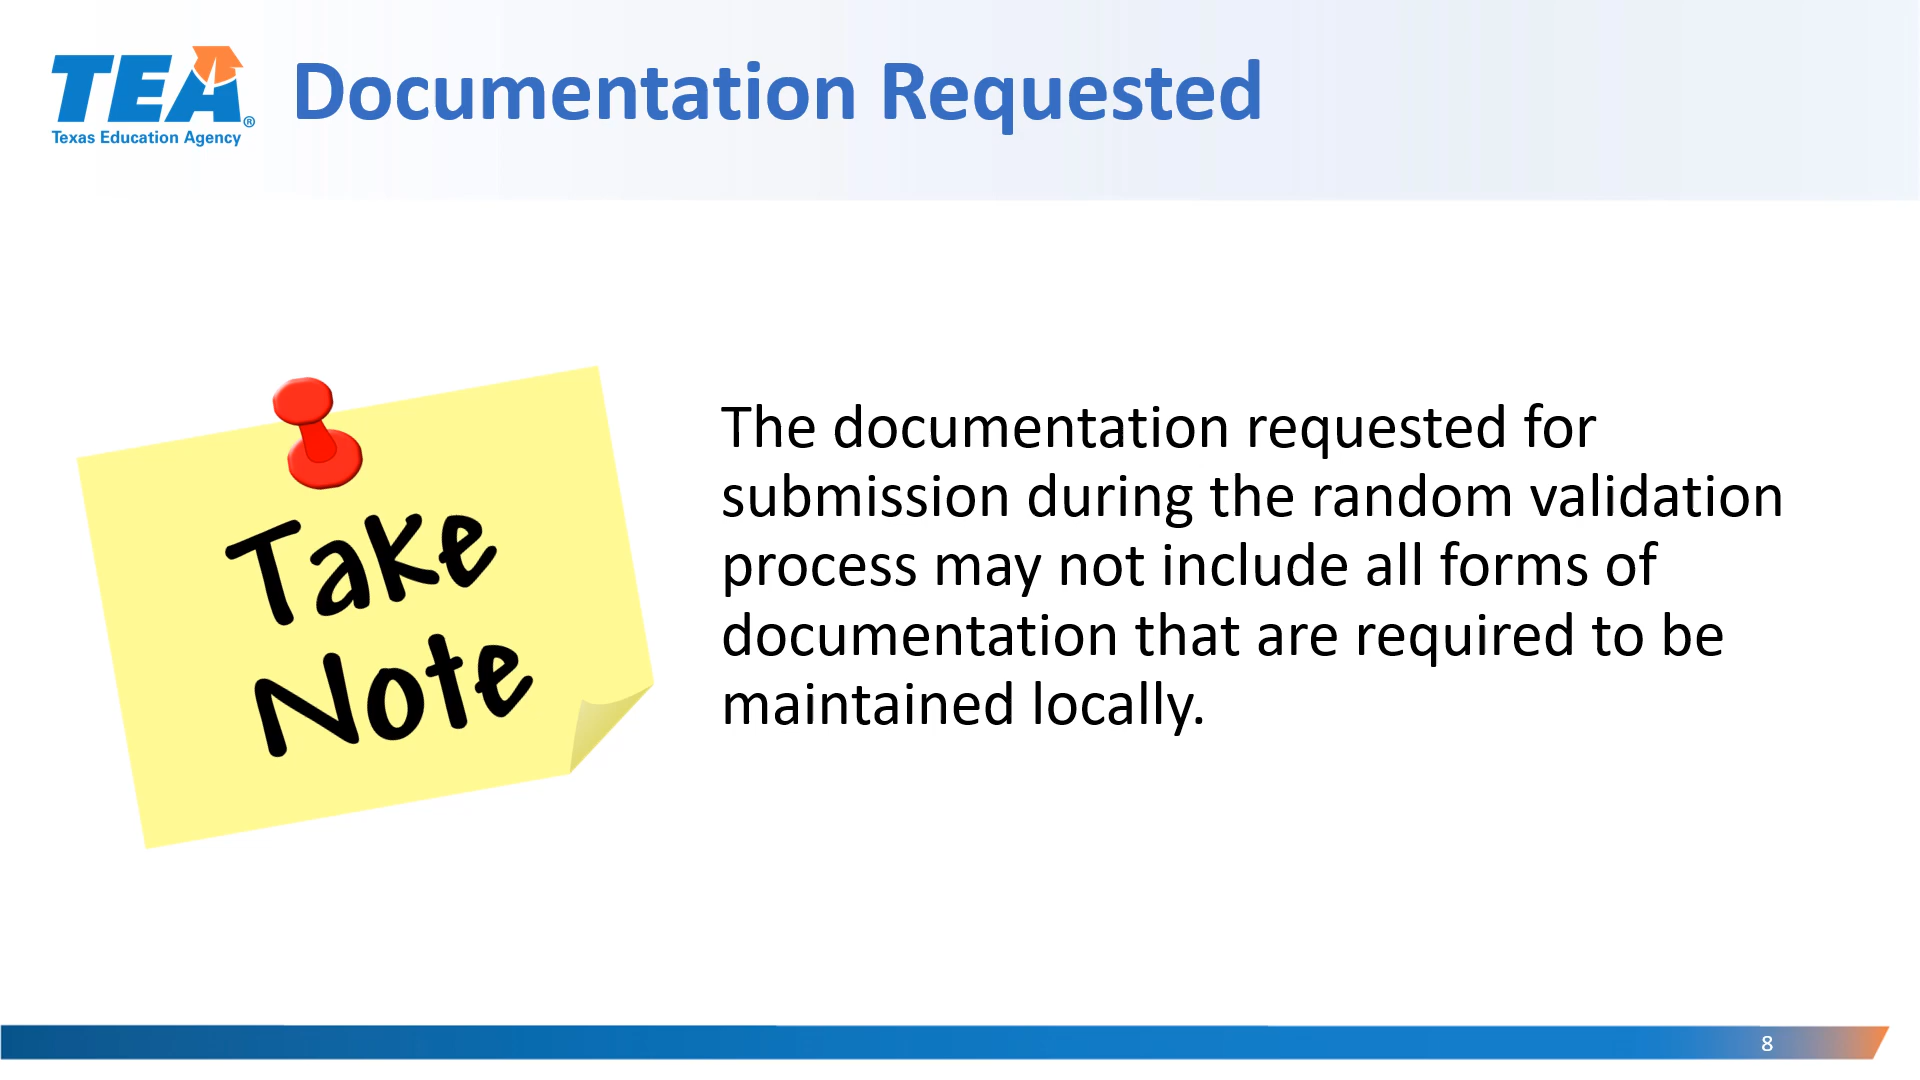 TEA®
Texas Education Agency
Documentation Requested
Take
Note
The documentation requested for
submission during the random validation
process may not include all forms of
documentation that are required to be
maintained locally.
8